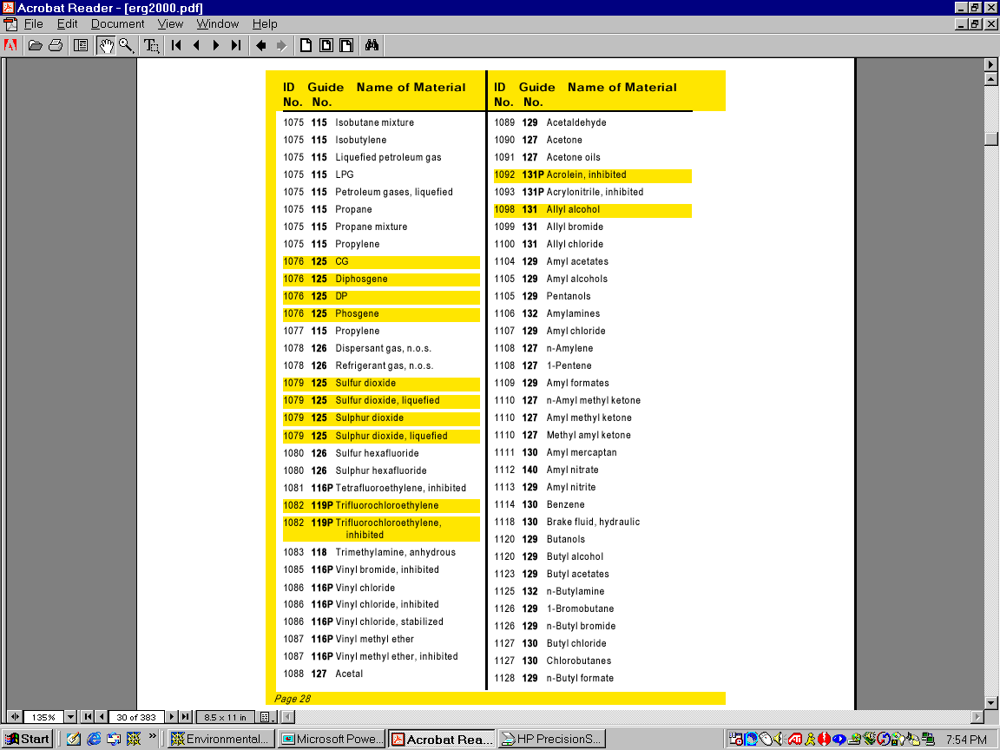 Acrobat Reader - [erg2000.pdf]
File Edit Document View Window Help
ID Guide Name of Material
No. No.
1075 115 Isobutane mixture
1075 115 Isobutylene
1075 115 Liquefied petroleum gas
1075 115 LPG
1075 115 Petroleum gases, liquefied
1075 115 Propane
1075 115 Propane mixture
1075 115 Propylene
1076 125 CG
1076 125 Diphosgene
1076 125 DP
1076 125 Phosgene
1077 115 Propylene
1078 126 Dispersant gas, n.o.s.
1078 126 Refrigerant gas, n.o.s.
1079 125 Sulfur dioxide
1079 125 Sulfur dioxide, liquefied
1079 125 Sulphur dioxide
1079 125 Sulphur dioxide, liquefied
1080 126 Sulfur hexafluoride
1080 126 Sulphur hexafluoride
1081 116P Tetrafluoroethylene, inhibited
1082 119P Trifluorochloroethylene
1082 119P Trifluorochloroethylene,
inhibited
1083 118 Trimethylamine, anhydrous
1085 116P Vinyl bromide, inhibited
1086 116P Vinyl chloride
1086 116P Vinyl chloride, inhibited
1086 116P Vinyl chloride, stabilized
1087 116P Vinyl methyl ether
1087 116P Vinyl methyl ether, inhibited
1088 127 Acetal
ID Guide Name of Material
No. No.
1089 129 Acetaldehyde
1090 127 Acetone
1091 127 Acetone oils
1092 131P Acrolein, inhibited
1093 131P Acrylonitrile, inhibited
1098 131 Allyl alcohol
1099 131 Allyl bromide
1100 131 Allyl chloride
1104 129 Amyl acetates
1105 129 Amyl alcohols
1105 129 Pentanols
1106 132 Amylamines
1107 129 Amyl chloride
1108 127 n-Amylene
1108 127 1-Pentene
1109 129 Amyl formates
1110 127 n-Amyl methyl ketone
1110 127 Amyl methyl ketone
1110 127 Methyl amyl ketone
1111 130 Amyl mercaptan
1112 140 Amyl nitrate
1113 129 Amyl nitrite
1114 130 Benzene
1118 130 Brake fluid, hydraulic
1120 129 Butanols
1120 129 Butyl alcohol
1123 129 Butyl acetates
1125 132 n-Butylamine
1126 129 1-Bromobutane
1126 129 n-Butyl bromide
1127 130 Butyl chloride
1127 130 Chlorobutanes
1128 129 n-Butyl formate
Page 28
135% 30 of 383 8.5 x 11 in
Start » Environmental... Microsoft Powe... Acrobat Rea... HP PrecisionS... 7:54 PM